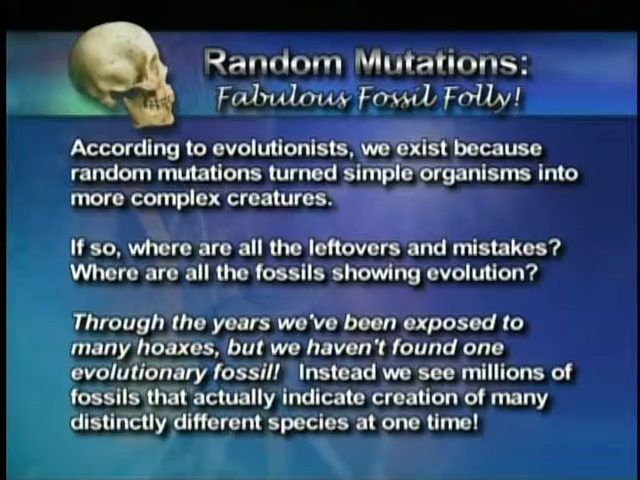 Random Mutations:
Fabulous Fossil Folly!
According to evolutionists, we exist because
random mutations turned simple organisms into
more complex creatures.
If so, where are all the leftovers and mistakes?
Where are all the fossils showing evolution?
Through the years we've been exposed to
many hoaxes, but we haven't found one
evolutionary fossil! Instead we see millions of
fossils that actually indicate creation of many
distinctly different species at one time!